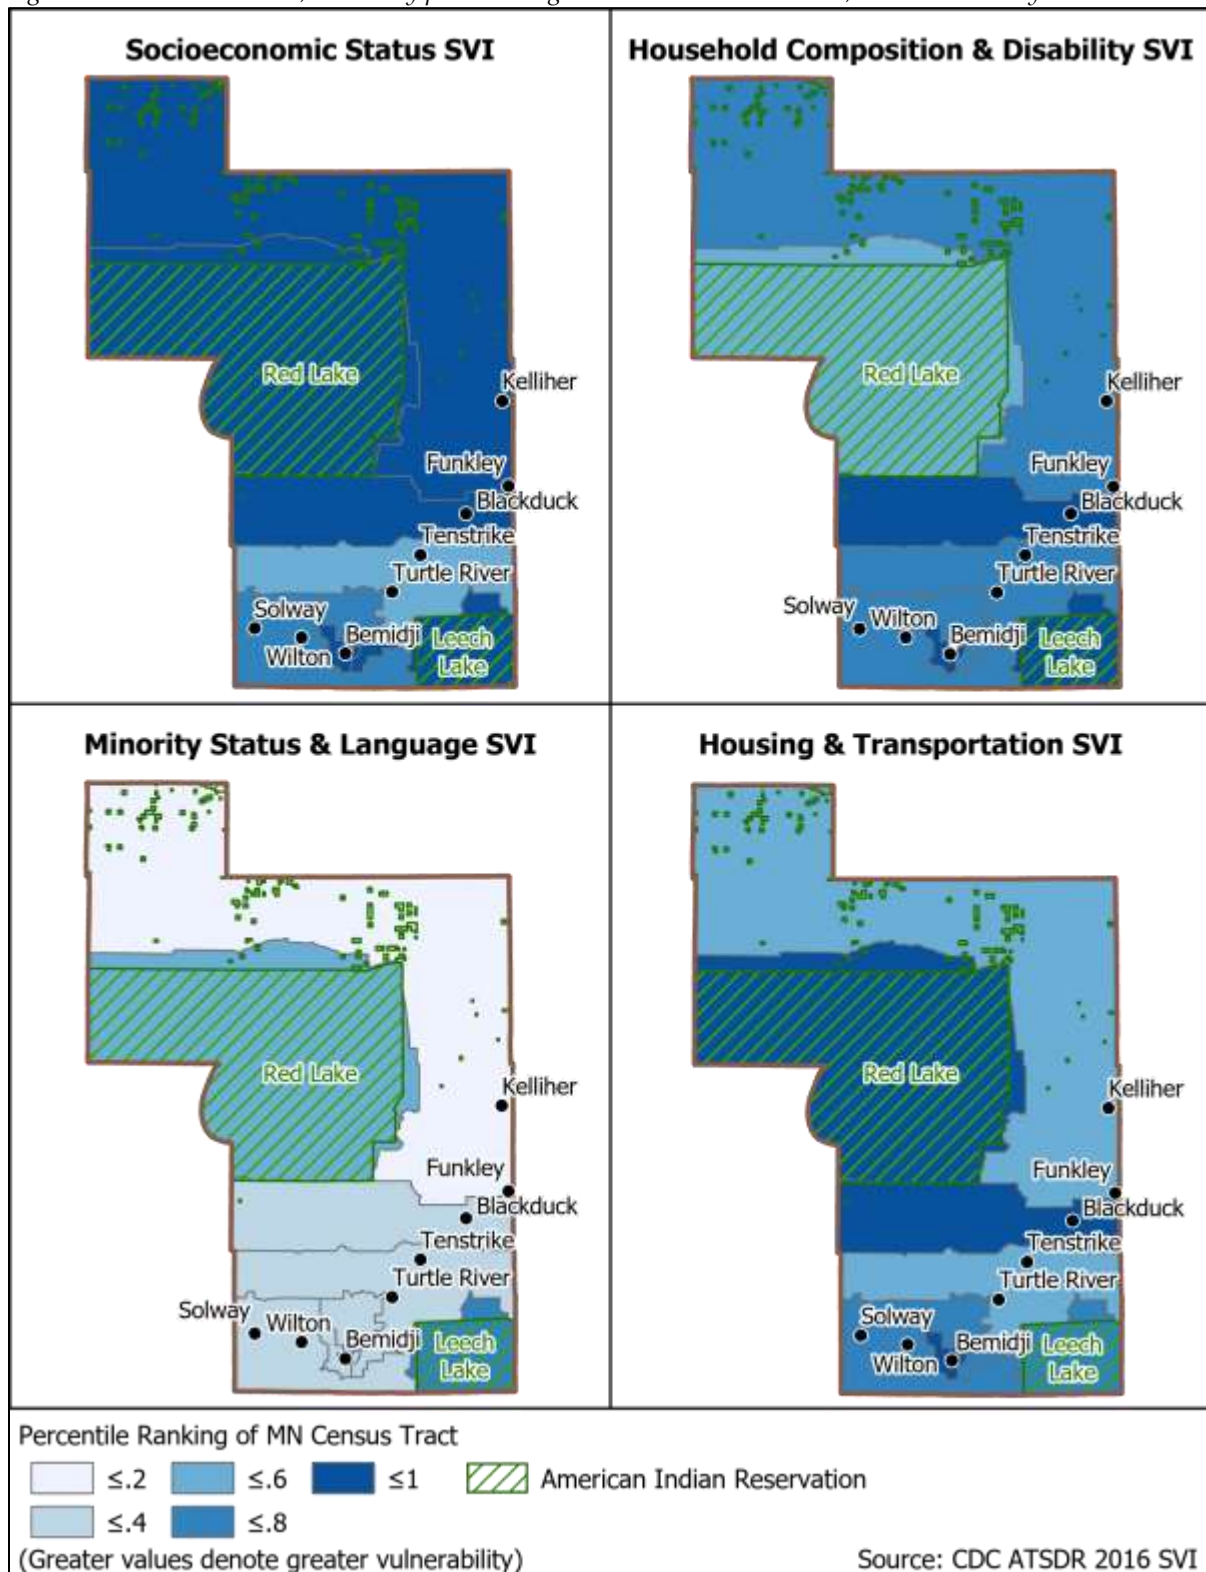 Socioeconomic Status SVI
Red Lake
Kelliher
Funkley
Blackduck
Tenstrike
Turtle River
Solway
Wilton
Bemidji
Leech
Lake
Household Composition & Disability SVI
Red Lake
Kelliher
Funkley
Blackduck
Tenstrike
Turtle River
Solway
Wilton
Bemidji
Leech
Lake
Minority Status & Language SVI
Red Lake
Kelliher
Funkley
Blackduck
Tenstrike
Turtle River
Solway
Wilton
Bemidji
Leech
Lake
Housing & Transportation SVI
Red Lake
Kelliher
Funkley
Blackduck
Tenstrike
Turtle River
Solway
Wilton
Bemidji
Leech
Lake
Percentile Ranking of MN Census Tract
≤.2 ≤.6 ≤1 American Indian Reservation
≤.4 ≤.8
(Greater values denote greater vulnerability) Source: CDC ATSDR 2016 SVI